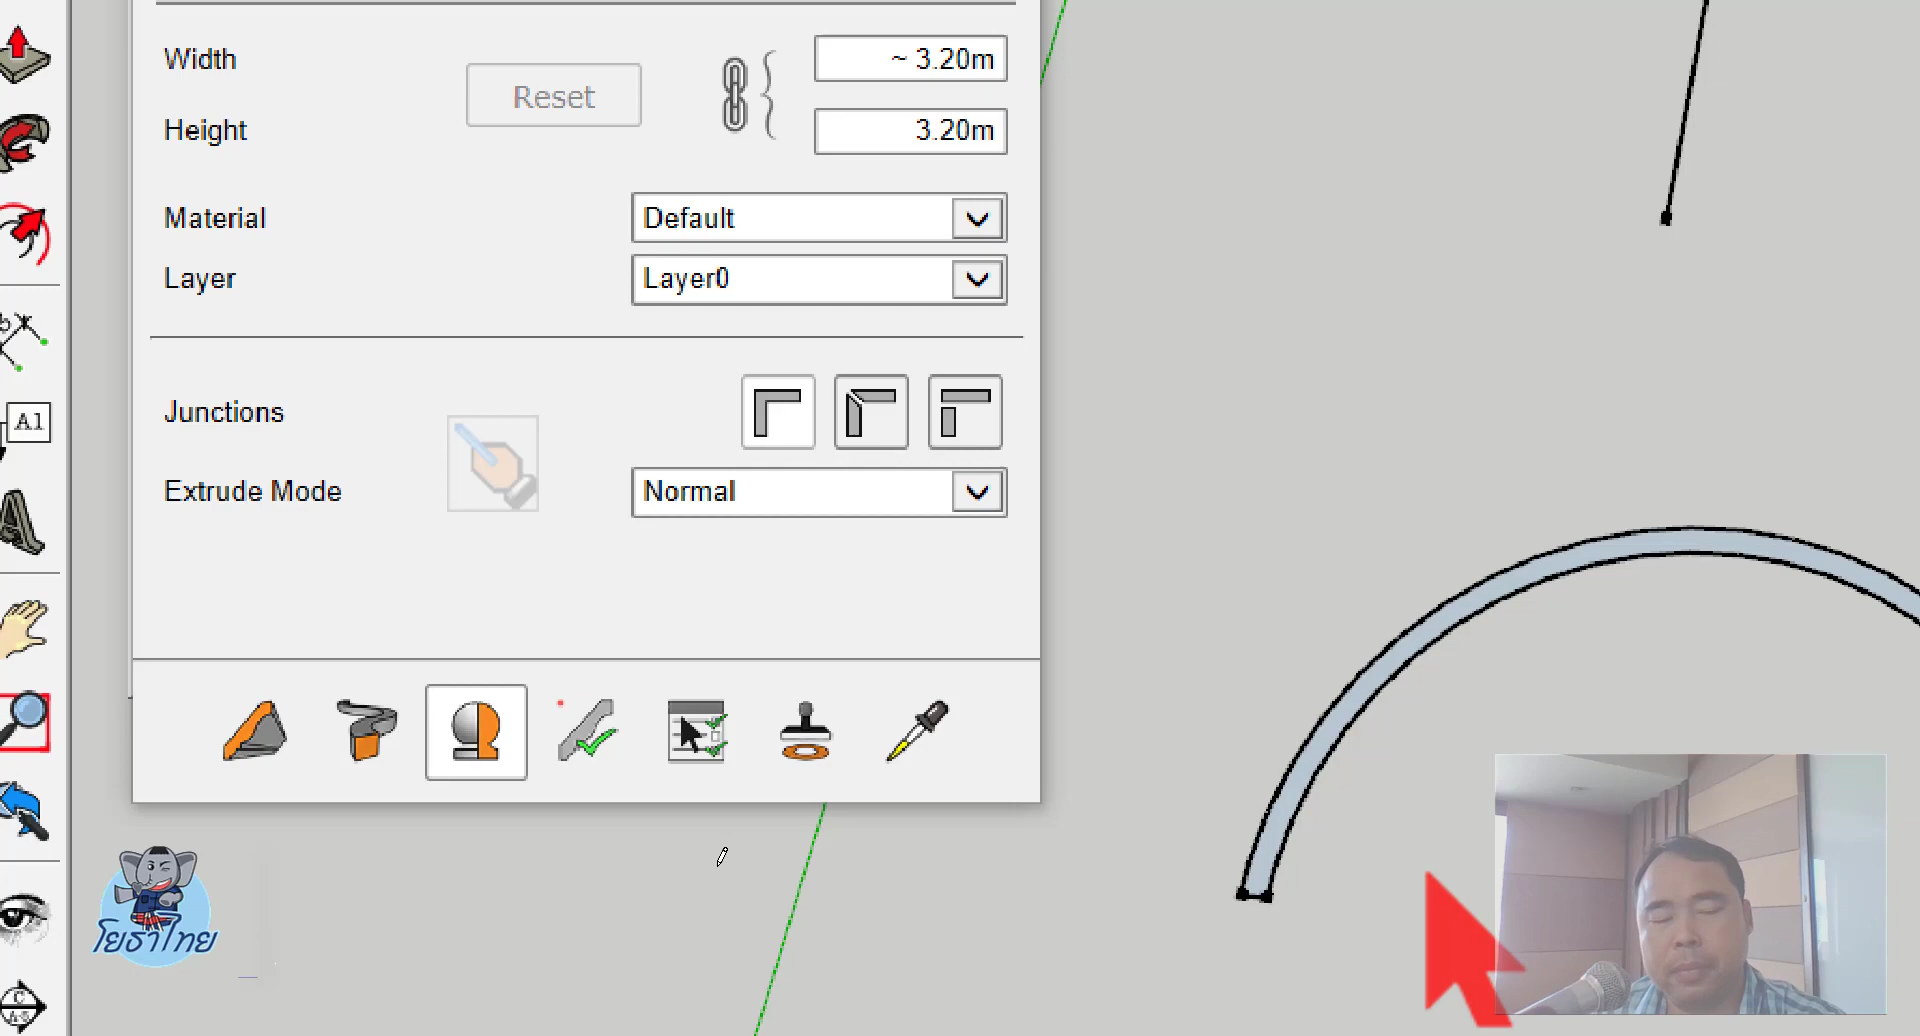 Width
~ 3.20m
Reset
Height
3.20m
Material
Default
Layer
Layer0
Junctions
Extrude Mode
Normal
A1
A
C
A-S
โยธาไทย